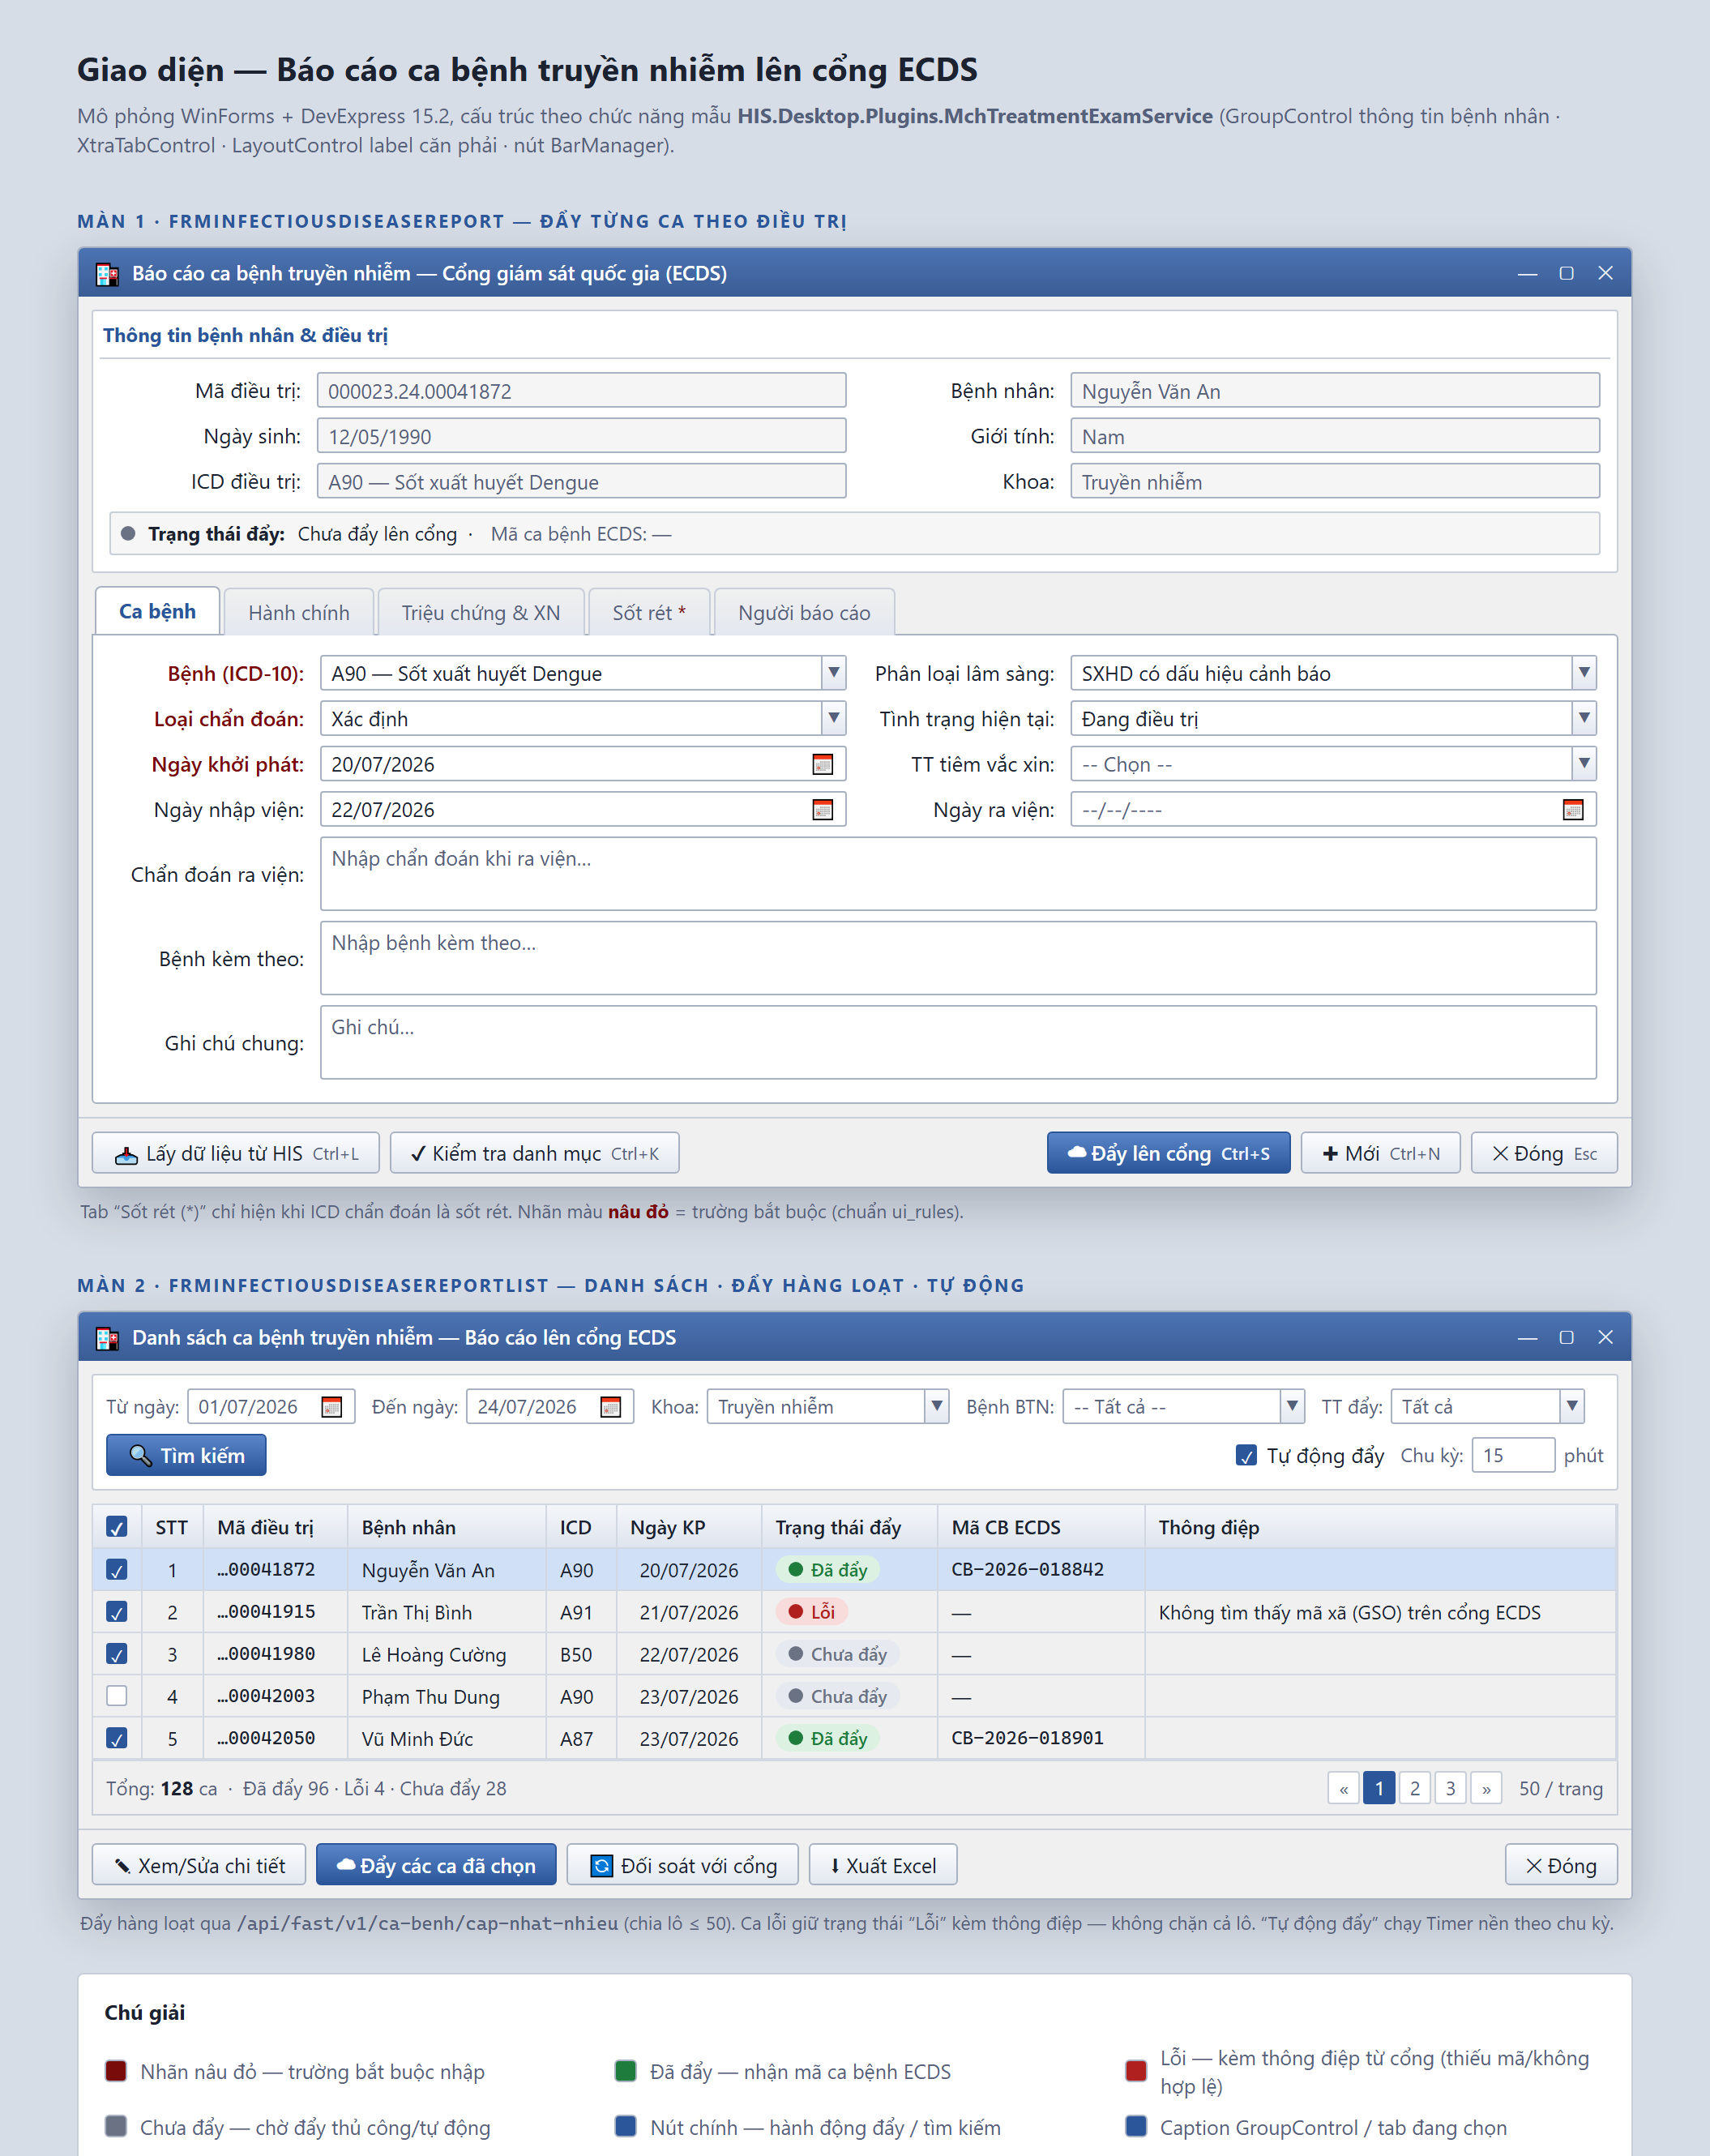 Giao diện — Báo cáo ca bệnh truyền nhiễm lên cổng ECDS
Mô phỏng WinForms + DevExpress 15.2, cấu trúc theo chức năng mẫu HIS.Desktop.Plugins.MchTreatmentExamService (GroupControl thông tin bệnh nhân ·
XtraTabControl · LayoutControl label căn phải · nút BarManager).
MÀN 1 · FRMINFECTIOUSDISEASEREPORT — ĐẨY TỪNG CA THEO ĐIỀU TRỊ
Báo cáo ca bệnh truyền nhiễm — Cổng giám sát quốc gia (ECDS)
Thông tin bệnh nhân & điều trị
Mã điều trị: 000023.24.00041872 Bệnh nhân: Nguyễn Văn An
Ngày sinh: 12/05/1990 Giới tính: Nam
ICD điều trị: A90 — Sốt xuất huyết Dengue Khoa: Truyền nhiễm
Trạng thái đẩy: Chưa đẩy lên cổng · Mã ca bệnh ECDS: —
Ca bệnh Hành chính Triệu chứng & XN Sốt rét * Người báo cáo
Bệnh (ICD-10): A90 — Sốt xuất huyết Dengue Phân loại lâm sàng: SXHD có dấu hiệu cảnh báo
Loại chẩn đoán: Xác định Tình trạng hiện tại: Đang điều trị
Ngày khởi phát: 20/07/2026 TT tiêm vắc xin: -- Chọn --
Ngày nhập viện: 22/07/2026 Ngày ra viện: --/--/----
Chẩn đoán ra viện: Nhập chẩn đoán khi ra viện...
Bệnh kèm theo: Nhập bệnh kèm theo...
Ghi chú chung: Ghi chú...
Lấy dữ liệu từ HIS Ctrl+L ✓ Kiểm tra danh mục Ctrl+K Đẩy lên cổng Ctrl+S Mới Ctrl+N Đóng Esc
Tab “Sốt rét (*)” chỉ hiện khi ICD chẩn đoán là sốt rét. Nhãn màu nâu đỏ = trường bắt buộc (chuẩn ui_rules).
MÀN 2 · FRMINFECTIOUSDISEASEREPORTLIST — DANH SÁCH · ĐẨY HÀNG LOẠT · TỰ ĐỘNG
Danh sách ca bệnh truyền nhiễm — Báo cáo lên cổng ECDS
Từ ngày: 01/07/2026 Đến ngày: 24/07/2026 Khoa: Truyền nhiễm Bệnh BTN: -- Tất cả -- TT đẩy: Tất cả
Tìm kiếm Tự động đẩy Chu kỳ: 15 phút
STT Mã điều trị Bệnh nhân ICD Ngày KP Trạng thái đẩy Mã CB ECDS Thông điệp
1 …00041872 Nguyễn Văn An A90 20/07/2026 Đã đẩy CB-2026-018842
2 …00041915 Trần Thị Bình A91 21/07/2026 Lỗi — Không tìm thấy mã xã (GSO) trên cổng ECDS
3 …00041980 Lê Hoàng Cường B50 22/07/2026 Chưa đẩy —
4 …00042003 Phạm Thu Dung A90 23/07/2026 Chưa đẩy —
5 …00042050 Vũ Minh Đức A87 23/07/2026 Đã đẩy CB-2026-018901
Tổng: 128 ca · Đã đẩy 96 · Lỗi 4 · Chưa đẩy 28 « 1 2 3 » 50 / trang
Xem/Sửa chi tiết Đẩy các ca đã chọn Đối soát với cổng Xuất Excel Đóng
Đẩy hàng loạt qua /api/fast/v1/ca-benh/cap-nhat-nhieu (chia lô ≤ 50). Ca lỗi giữ trạng thái “Lỗi” kèm thông điệp — không chặn cả lô. “Tự động đẩy” chạy Timer nền theo chu kỳ.
Chú giải
Nhãn nâu đỏ — trường bắt buộc nhập
Đã đẩy — nhận mã ca bệnh ECDS
Lỗi — kèm thông điệp từ cổng (thiếu mã/không
hợp lệ)
Chưa đẩy — chờ đẩy thủ công/tự động
Nút chính — hành động đẩy / tìm kiếm
Caption GroupControl / tab đang chọn